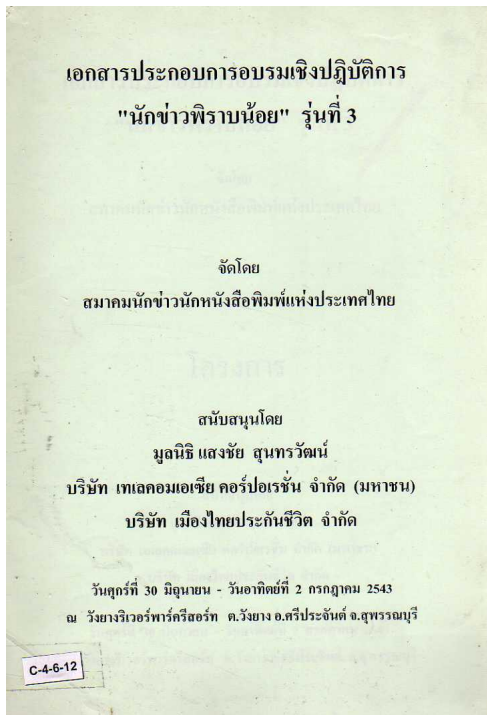 เอกสารประกอบการอบรมเชิงปฎิบัติการ
"นักข่าวพิราบน้อย" รุ่นที่ 3
จัดโดย
สมาคมนักข่าวนักหนังสือพิมพ์แห่งประเทศไทย
สนับสนุนโดย
มูลนิธิ แสงชัย สุนทรวัฒน์
บริษัท เทเลคอมเอเซีย คอร์ปอเรชั่น จำกัด (มหาชน)
บริษัท เมืองไทยประกันชีวิต จำกัด
วันศุกร์ที่ 30 มิถุนายน - วันอาทิตย์ที่ 2 กรกฎาคม 2543
ณ วังยางริเวอร์พาร์ครีสอร์ท ต.วังยาง อ.ศรีประจันต์ จ.สุพรรณบุรี
C-4-6-12